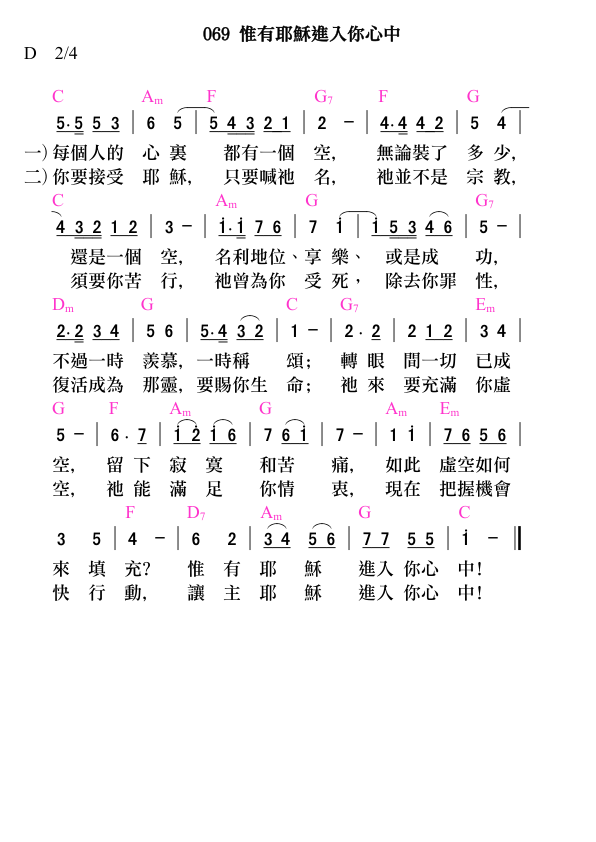 069 惟有耶穌進入你心中
D 2/4
C Am F G7 F G
5·5 5 3 | 6 5 | 5 4 3 2 1 | 2 － | 4·4 4 2 | 5 4 |
一)每個人的 心 裏 都有一個 空, 無論裝了 多 少,
二)你要接受 耶 穌, 只要喊祂 名, 祂並不是 宗 教,
C Am G G7
4 3 2 1 2 | 3 － | i·i 7 6 | 7 i | i 5 3 4 6 | 5 － |
還是一個 空, 名利地位、享 樂、 或是成 功,
須要你苦 行, 祂曾為你 受 死, 除去你罪 性,
Dm G C G7 Em
2·2 3 4 | 5 6 | 5·4 3 2 | 1 － | 2 · 2 | 2 1 2 | 3 4 |
不過一時 羨慕, 一時稱 頌; 轉 眼 間一切 已成
復活成為 那靈, 要賜你生 命; 祂 來 要充滿 你虛
G F Am G Am Em
5 － | 6 · 7 | i 2 i 6 | 7 6 i | 7 － | 1 i | 7 6 5 6 |
空, 留 下 寂 寞 和苦 痛, 如此 虛空如何
空, 祂 能 滿 足 你情 衷, 現在 把握機會
F D7 Am G C
3 5 | 4 － | 6 2 | 3 4 5 6 | 7 7 5 5 | i － ‖
來 填 充? 惟 有 耶 穌 進入 你心 中!
快 行 動, 讓 主 耶 穌 進入 你心 中!